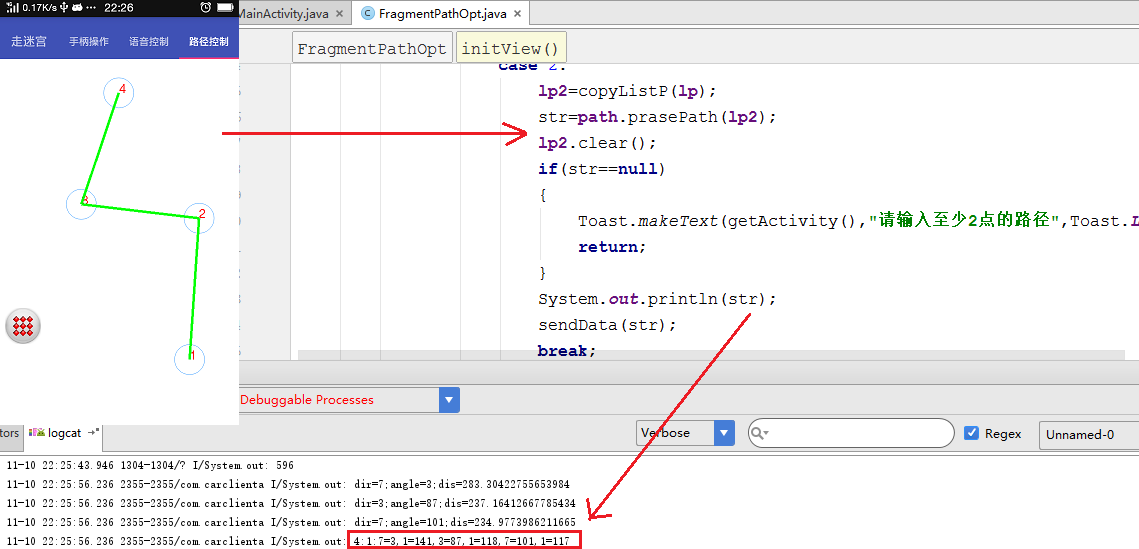 0.17K/s ··· 22:26
走迷宫 手柄操作 语音控制 路径控制
4
3
2
1
MainActivity.java × FragmentPathOpt.java ×
FragmentPathOpt initView()
case 2:
lp2=copyListP(lp);
str=path.prasePath(lp2);
lp2.clear();
if(str==null)
{
Toast.makeText(getActivity(),"请输入至少2点的路径",Toast.L
return;
}
System.out.println(str);
sendData(str);
break;
Debuggable Processes
tors logcat
Verbose Regex Unnamed-0
11-10 22:25:43.946 1304-1304/? I/System.out: 596
11-10 22:25:56.236 2355-2355/com.carclienta I/System.out: dir=7;angle=3;dis=283.30422755653984
11-10 22:25:56.236 2355-2355/com.carclienta I/System.out: dir=3;angle=87;dis=237.16412667785434
11-10 22:25:56.236 2355-2355/com.carclienta I/System.out: dir=7;angle=101;dis=234.9773986211665
11-10 22:25:56.236 2355-2355/com.carclienta I/System.out: 4:1:7=3,1=141,3=87,1=118,7=101,1=117